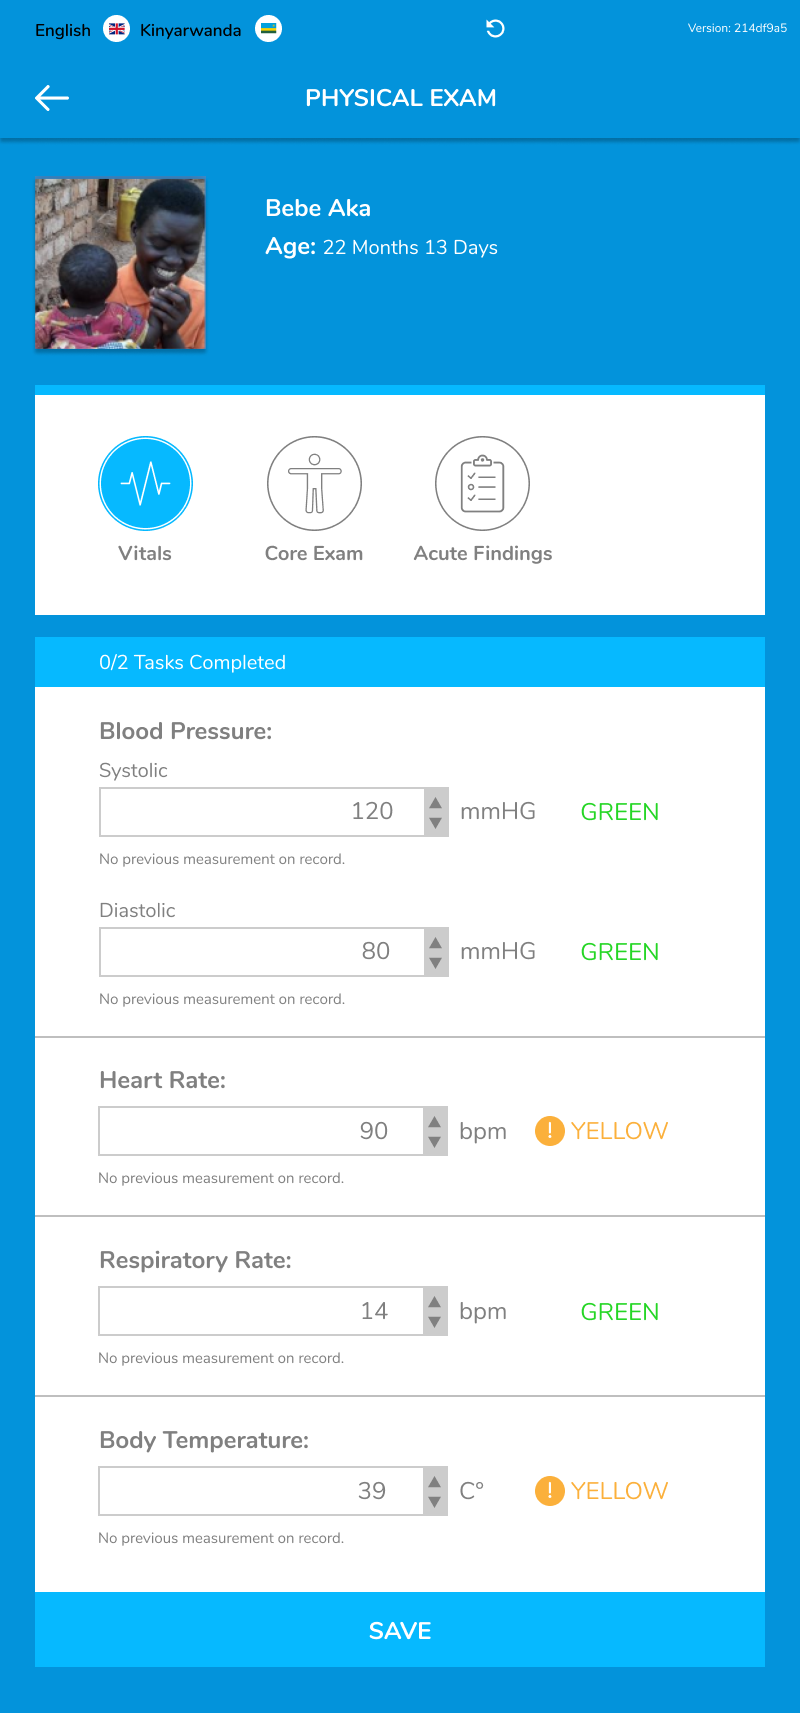 English Kinyarwanda Version: 214df9a5
PHYSICAL EXAM
Bebe Aka
Age: 22 Months 13 Days
Vitals Core Exam Acute Findings
0/2 Tasks Completed
Blood Pressure:
Systolic
120 mmHG GREEN
No previous measurement on record.
Diastolic
80 mmHG GREEN
No previous measurement on record.
Heart Rate:
90 bpm ! YELLOW
No previous measurement on record.
Respiratory Rate:
14 bpm GREEN
No previous measurement on record.
Body Temperature:
39 C° ! YELLOW
No previous measurement on record.
SAVE